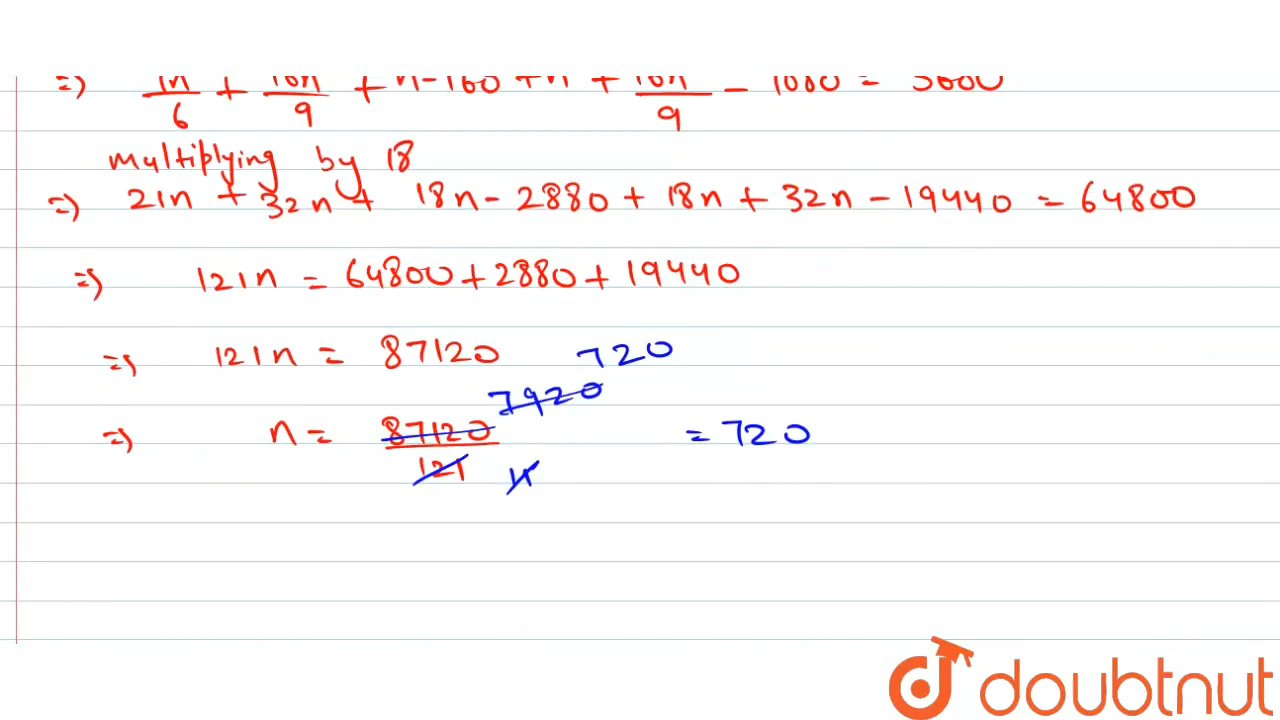 multiplying by 18
=> 21n + 32n + 18n - 2880 + 18n + 32n - 19440 = 64800
=> 121n = 64800 + 2880 + 19440
=> 121n = 87120 720
7920
=> n = 87120/121 = 720
11
doubtnut